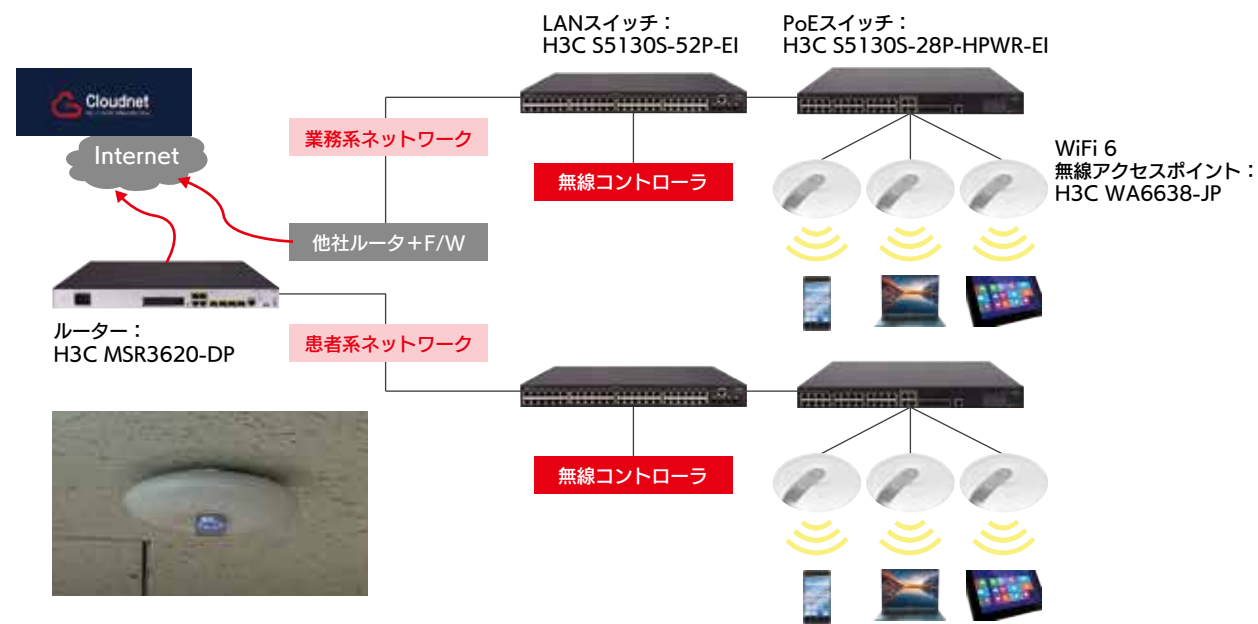 LANスイッチ：
H3C S5130S-52P-EI
PoEスイッチ：
H3C S5130S-28P-HPWR-EI
Cloudnet
Internet
業務系ネットワーク
無線コントローラ
WiFi 6
無線アクセスポイント：
H3C WA6638-JP
他社ルータ＋F/W
ルーター：
H3C MSR3620-DP
患者系ネットワーク
無線コントローラ